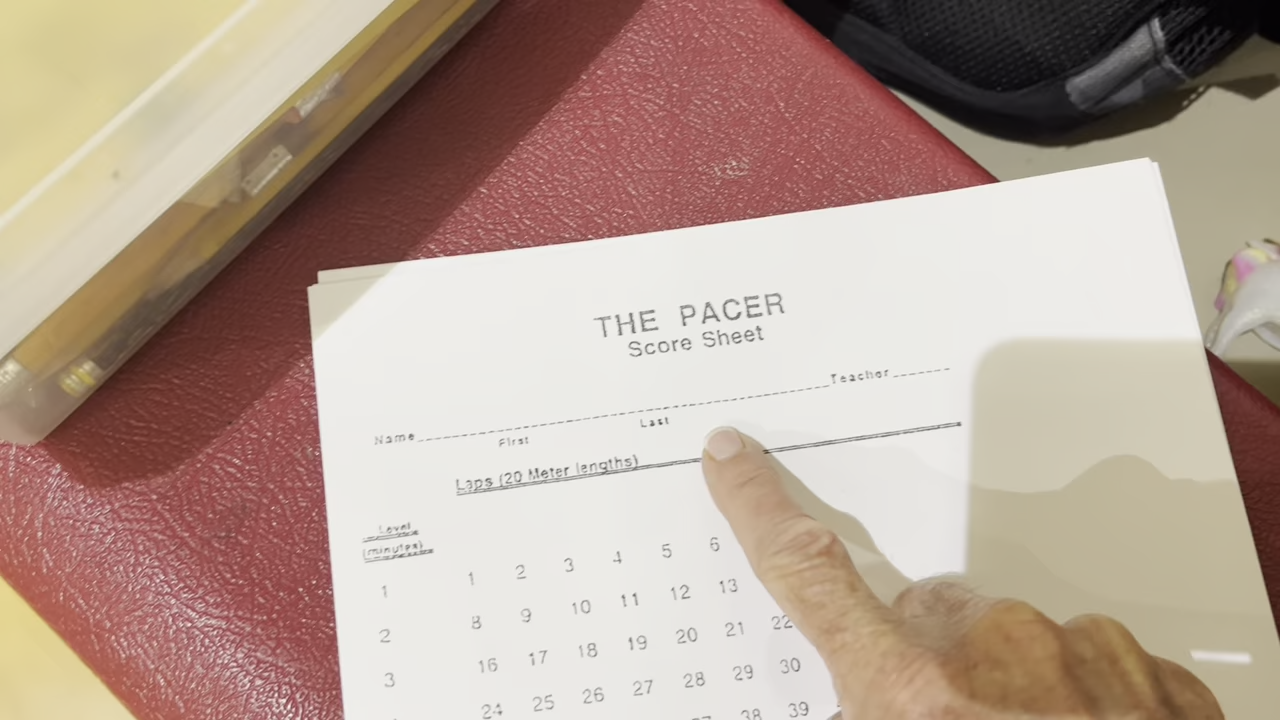 THE PACER
Score Sheet
Name Teacher
First Last
Laps (20 Meter lengths)
Level
(minutes)
1 1 2 3 4 5 6
2 8 9 10 11 12 13
3 16 17 18 19 20 21 22
24 25 26 27 28 29 30
38 39